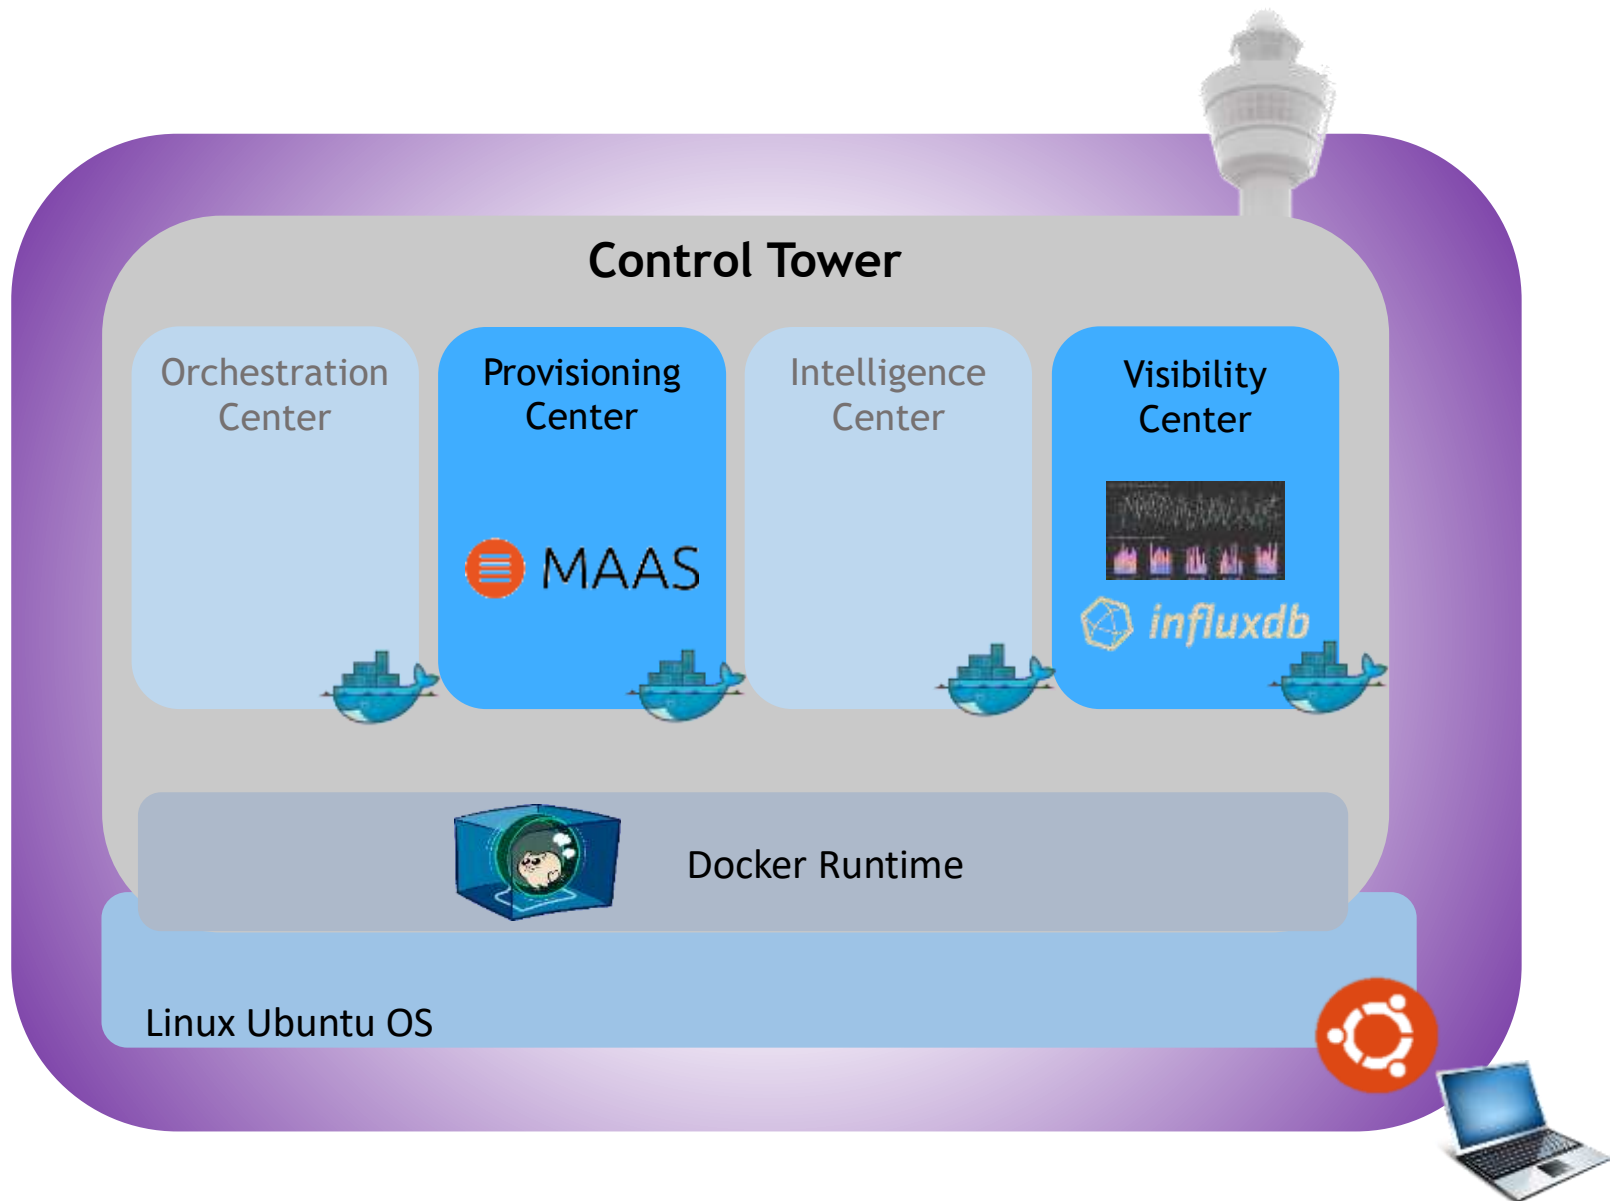 Control Tower
Orchestration
Center
Provisioning
Center
MAAS
Intelligence
Center
Visibility
Center
influxdb
Docker Runtime
Linux Ubuntu OS